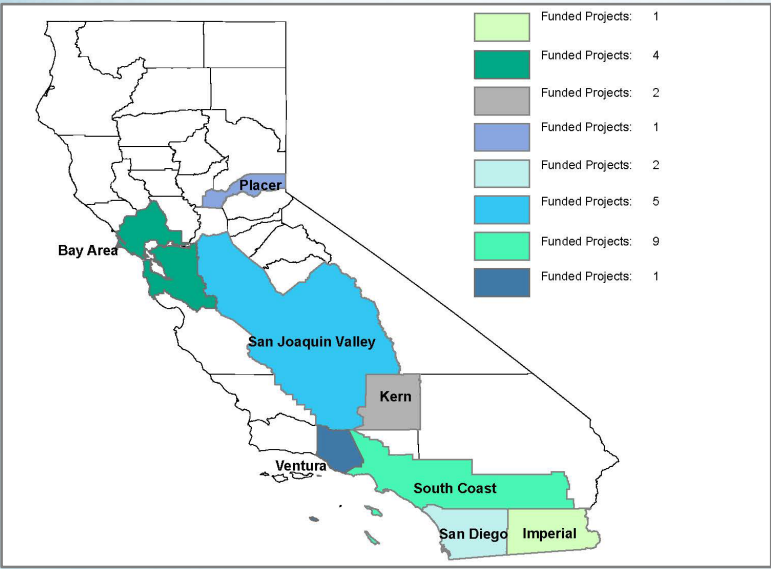 Funded Projects: 1
Funded Projects: 4
Funded Projects: 2
Funded Projects: 1
Funded Projects: 2
Funded Projects: 5
Funded Projects: 9
Funded Projects: 1
Placer
Bay Area
San Joaquin Valley
Kern
Ventura
South Coast
San Diego
Imperial